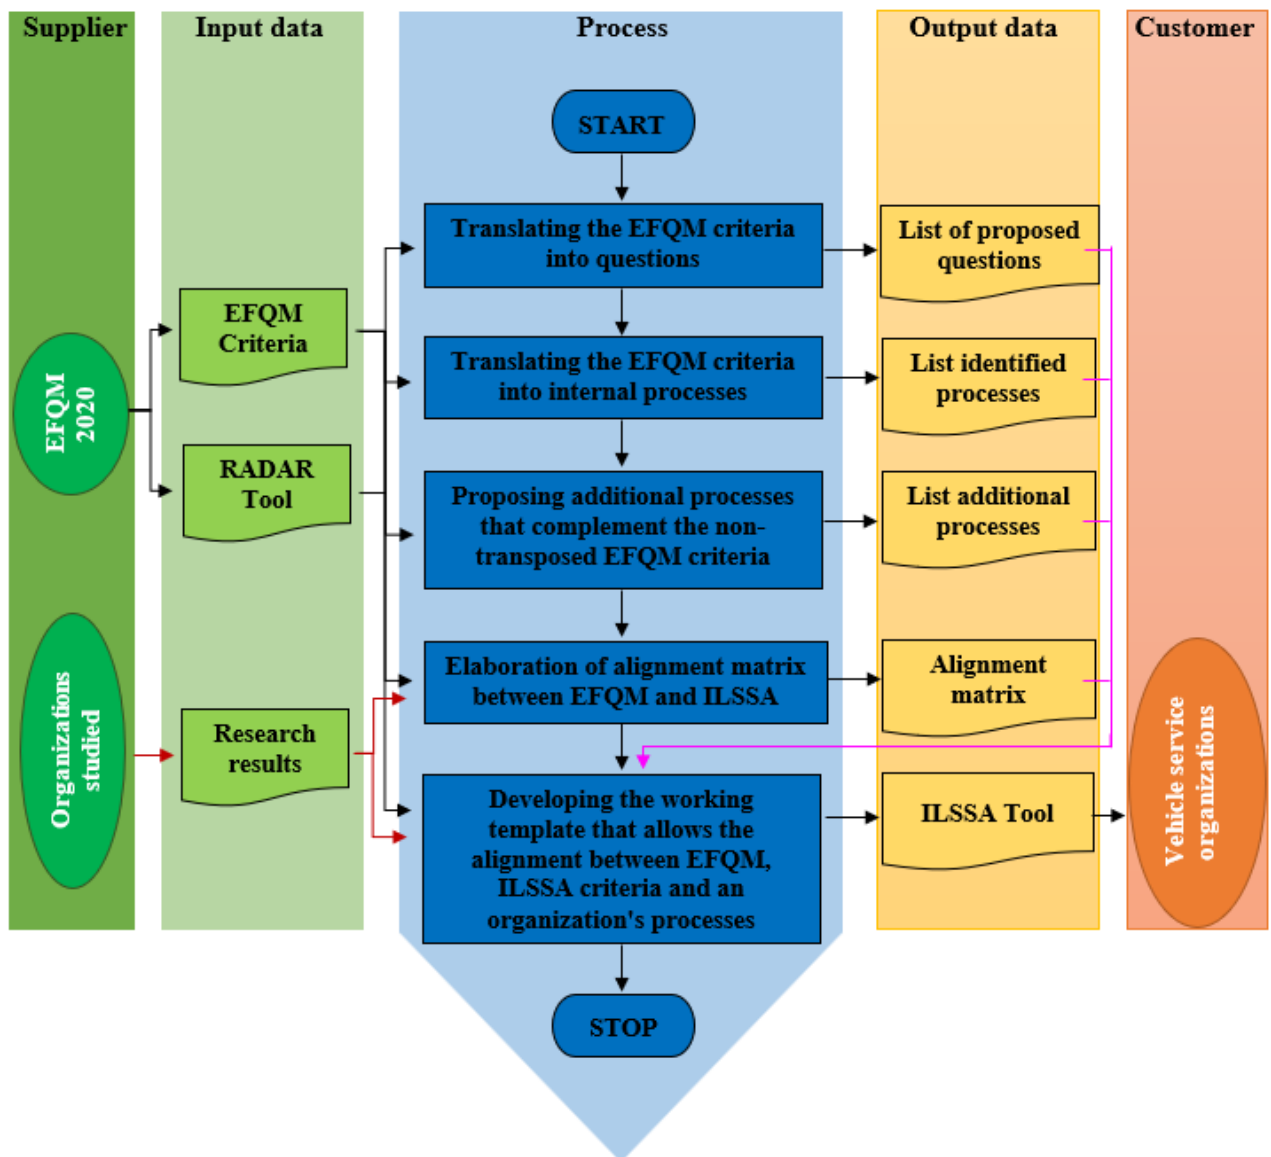 Supplier
Input data
Process
Output data
Customer
START
Translating the EFQM criteria
into questions
List of proposed
questions
EFQM
Criteria
Translating the EFQM criteria
into internal processes
List identified
processes
EFQM
2020
RADAR
Tool
Proposing additional processes
that complement the non-
transposed EFQM criteria
List additional
processes
Elaboration of alignment matrix
between EFQM and ILSSA
Alignment
matrix
Organizations
studied
Research
results
Developing the working
template that allows the
alignment between EFQM,
ILSSA criteria and an
organization's processes
ILSSA Tool
Vehicle service
organizations
STOP